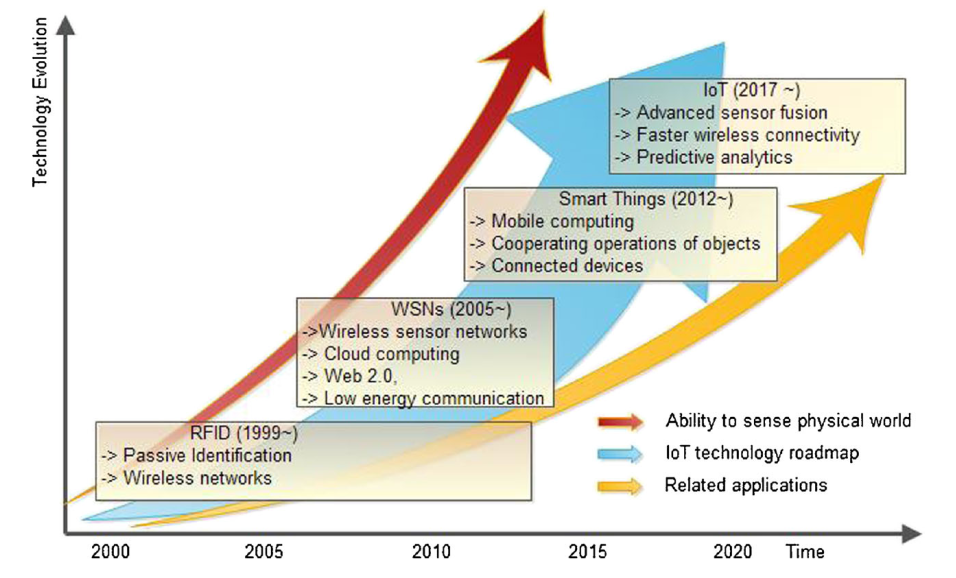 Technology Evolution
IoT (2017 ~)
-> Advanced sensor fusion
-> Faster wireless connectivity
-> Predictive analytics
Smart Things (2012~)
-> Mobile computing
-> Cooperating operations of objects
-> Connected devices
WSNs (2005~)
->Wireless sensor networks
-> Cloud computing
-> Web 2.0,
-> Low energy communication
RFID (1999~)
-> Passive Identification
-> Wireless networks
Ability to sense physical world
IoT technology roadmap
Related applications
2000 2005 2010 2015 2020 Time